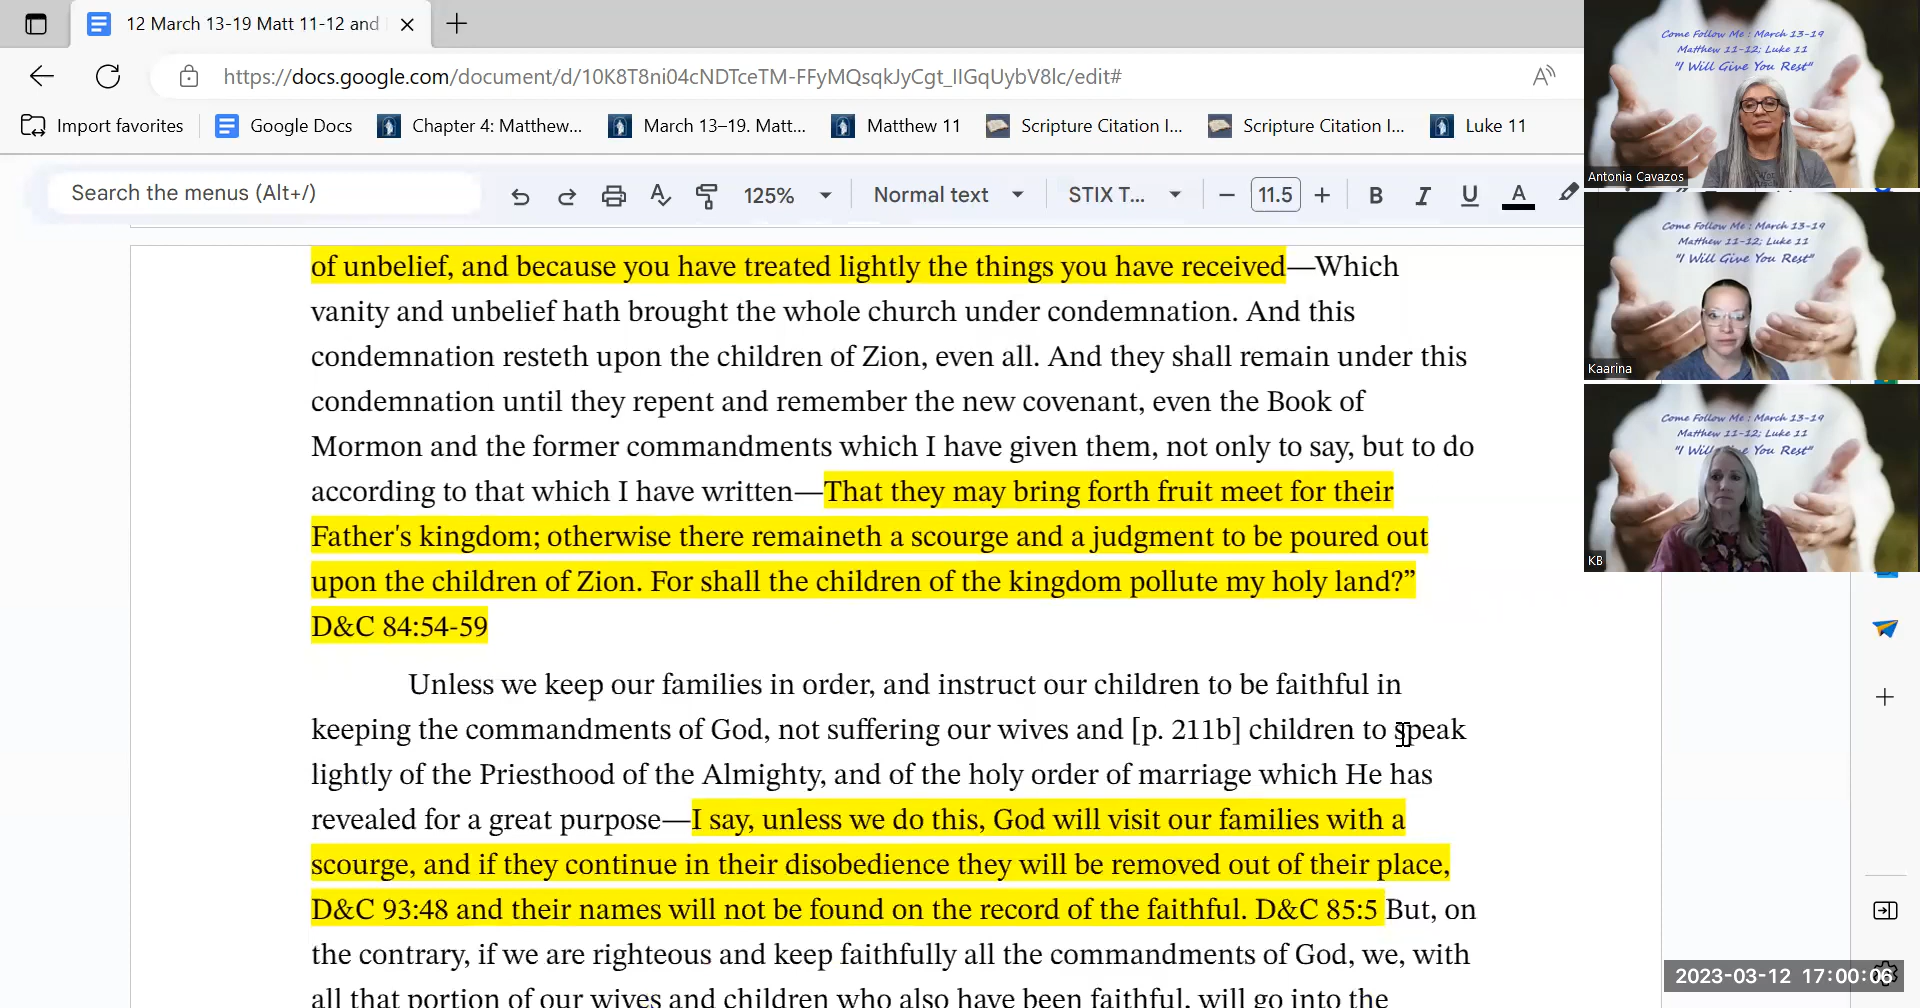 12 March 13-19 Matt 11-12 and
https://docs.google.com/document/d/10K8T8ni04cNDTceTM-FFyMQsqkJyCgt_IIGqUybV8lc/edit#
Import favorites
Google Docs
Chapter 4: Matthew...
March 13–19. Matt...
Matthew 11
Scripture Citation I...
Scripture Citation I...
Luke 11
Search the menus (Alt+/)
125%
Normal text
STIX T...
11.5
B
I
U
A
of unbelief, and because you have treated lightly the things you have received—Which
vanity and unbelief hath brought the whole church under condemnation. And this
condemnation resteth upon the children of Zion, even all. And they shall remain under this
condemnation until they repent and remember the new covenant, even the Book of
Mormon and the former commandments which I have given them, not only to say, but to do
according to that which I have written—That they may bring forth fruit meet for their
Father's kingdom; otherwise there remaineth a scourge and a judgment to be poured out
upon the children of Zion. For shall the children of the kingdom pollute my holy land?”
D&C 84:54-59
Unless we keep our families in order, and instruct our children to be faithful in
keeping the commandments of God, not suffering our wives and [p. 211b] children to speak
lightly of the Priesthood of the Almighty, and of the holy order of marriage which He has
revealed for a great purpose—I say, unless we do this, God will visit our families with a
scourge, and if they continue in their disobedience they will be removed out of their place,
D&C 93:48 and their names will not be found on the record of the faithful. D&C 85:5 But, on
the contrary, if we are righteous and keep faithfully all the commandments of God, we, with
all that portion of our wives and children who also have been faithful, will go into the
Come Follow Me : March 13-19
Matthew 11-12; Luke 11
"I Will Give You Rest"
Antonia Cavazos
Come Follow Me : March 13-19
Matthew 11-12; Luke 11
"I Will Give You Rest"
Kaarina
Come Follow Me : March 13-19
Matthew 11-12; Luke 11
"I Will e You Rest"
KB
2023-03-12 17:00:06